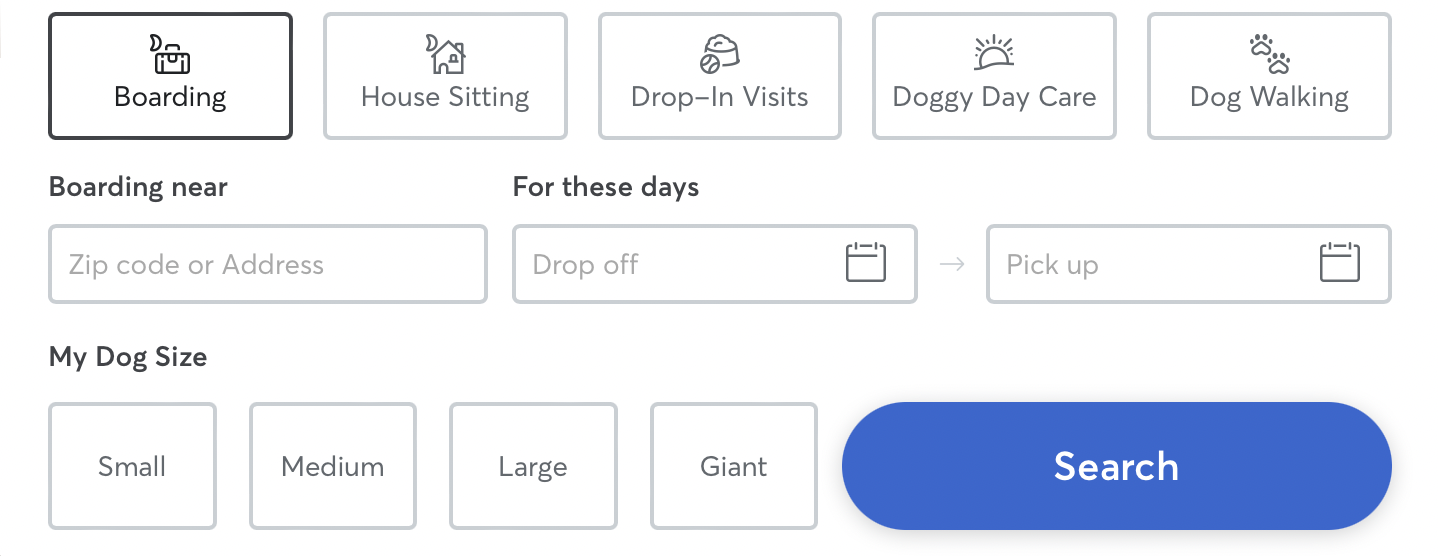 Boarding
House Sitting
Drop-In Visits
Doggy Day Care
Dog Walking
Boarding near
For these days
Zip code or Address
Drop off
Pick up
My Dog Size
Small
Medium
Large
Giant
Search